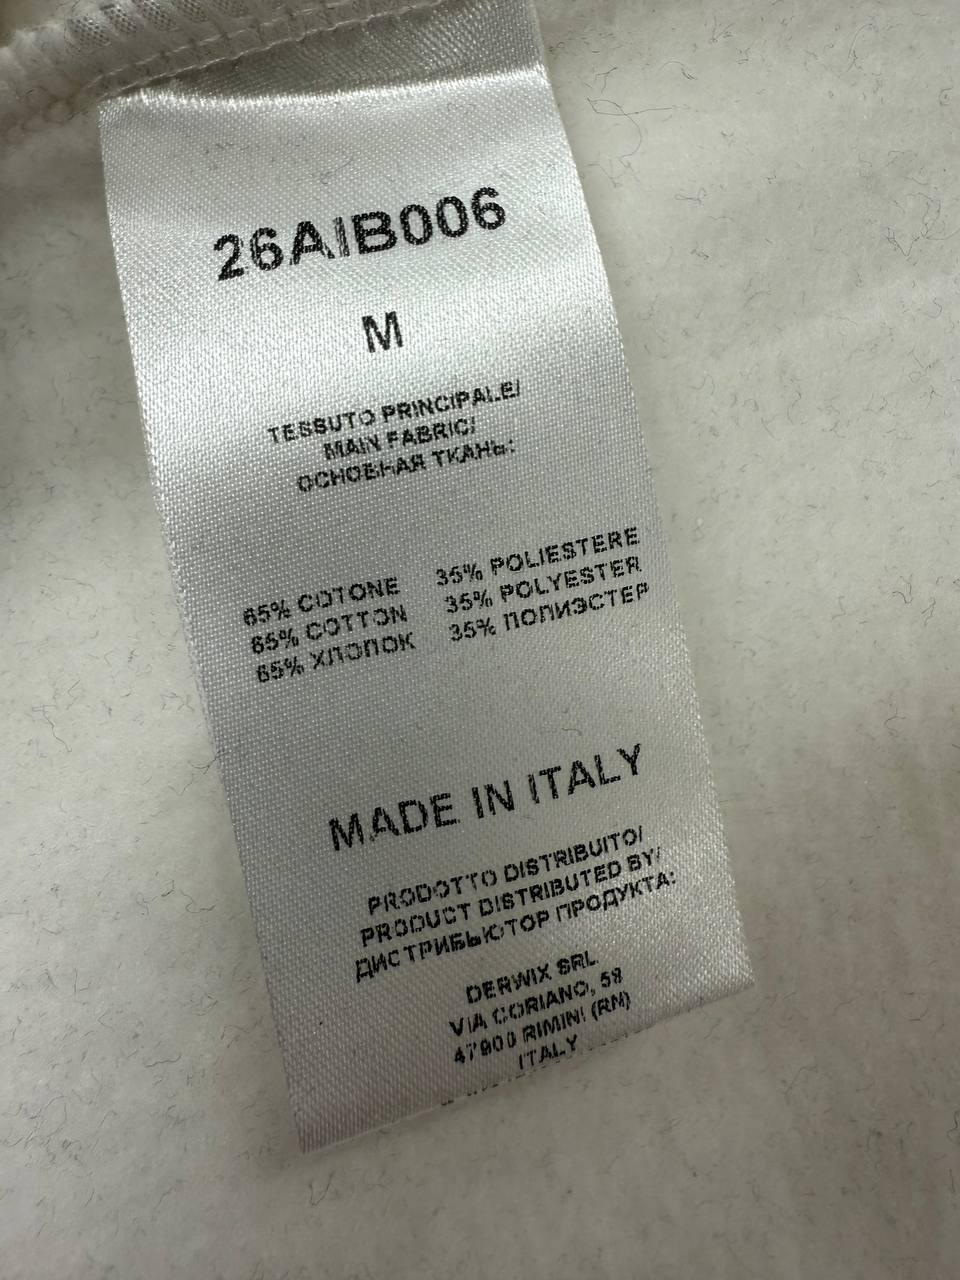 26AIB006
M
TESSUTO PRINCIPALE/
MAIN FABRIC/
ОСНОВНАЯ ТКАНЬ:
65% COTONE 35% POLIESTERE
65% COTTON 35% POLYESTER
65% ХЛОПОК 35% ПОЛИЭСТЕР
MADE IN ITALY
PRODOTTO DISTRIBUITO/
PRODUCT DISTRIBUTED BY/
ДИСТРИБЬЮТОР ПРОДУКТА:
DERWIX SRL
VIA CORIANO, 58
47900 RIMINI (RN)
ITALY